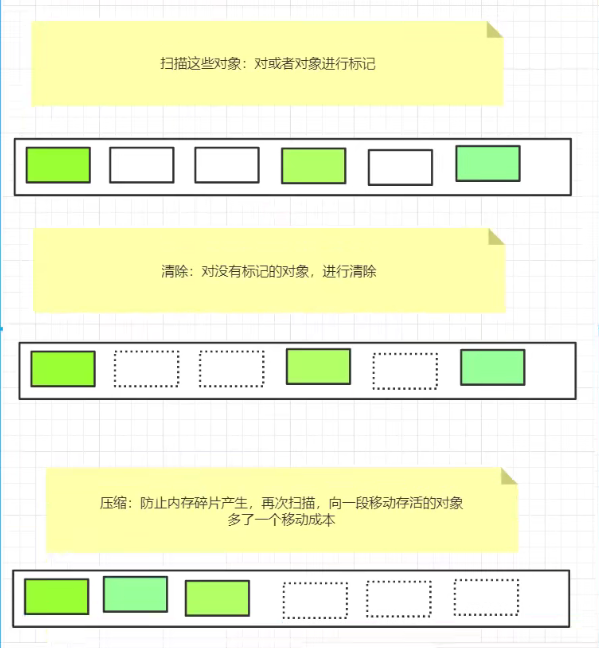 扫描这些对象：对或者对象进行标记
清除：对没有标记的对象，进行清除
压缩：防止内存碎片产生，再次扫描，向一段移动存活的对象
多了一个移动成本